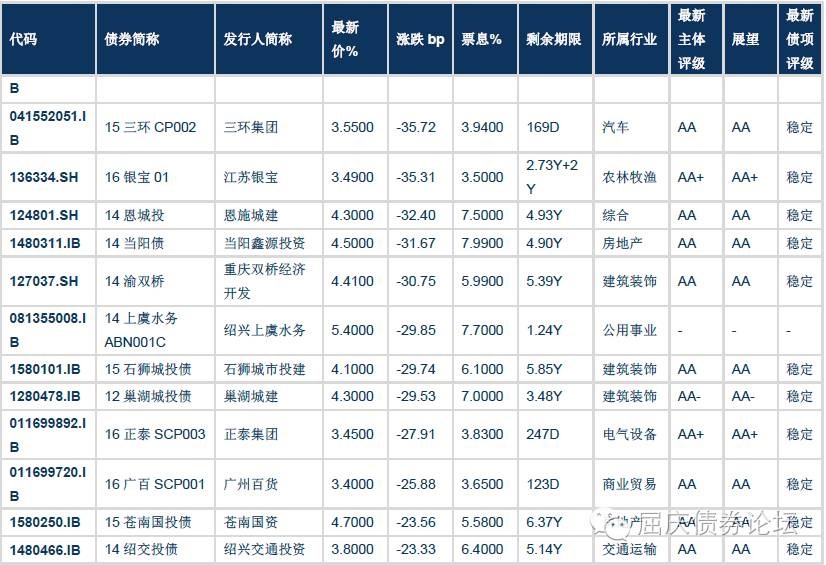 代码 债券简称 发行人简称 最新价% 涨跌 bp 票息% 剩余期限 所属行业 最新主体评级 展望 最新债项评级
B
041552051.IB 15 三环 CP002 三环集团 3.5500 -35.72 3.9400 169D 汽车 AA AA 稳定
136334.SH 16 银宝 01 江苏银宝 3.4900 -35.31 3.5000 2.73Y+2Y 农林牧渔 AA+ AA+ 稳定
124801.SH 14 恩城投 恩施城建 4.3000 -32.40 7.5000 4.93Y 综合 AA AA 稳定
1480311.IB 14 当阳债 当阳鑫源投资 4.5000 -31.67 7.9900 4.90Y 房地产 AA AA 稳定
127037.SH 14 渝双桥 重庆双桥经济开发 4.4100 -30.75 5.9900 5.39Y 建筑装饰 AA AA 稳定
081355008.IB 14 上虞水务 ABN001C 绍兴上虞水务 5.4000 -29.85 7.7000 1.24Y 公用事业 - - -
1580101.IB 15 石狮城投债 石狮城市投建 4.1000 -29.74 6.1000 5.85Y 建筑装饰 AA AA 稳定
1280478.IB 12 巢湖城投债 巢湖城建 4.3000 -29.53 7.0000 3.48Y 建筑装饰 AA- AA- 稳定
011699892.IB 16 正泰 SCP003 正泰集团 3.4500 -27.91 3.8300 247D 电气设备 AA+ AA+ 稳定
011699720.IB 16 广百 SCP001 广州百货 3.4000 -25.88 3.6500 123D 商业贸易 AA AA 稳定
1580250.IB 15 苍南国投债 苍南国资 4.7000 -23.56 5.5800 6.37Y 地产 AA AA 稳定
1480466.IB 14 绍交投债 绍兴交通投资 3.8000 -23.33 6.4000 5.14Y 交通运输 AA AA 稳定
屈庆债券论坛